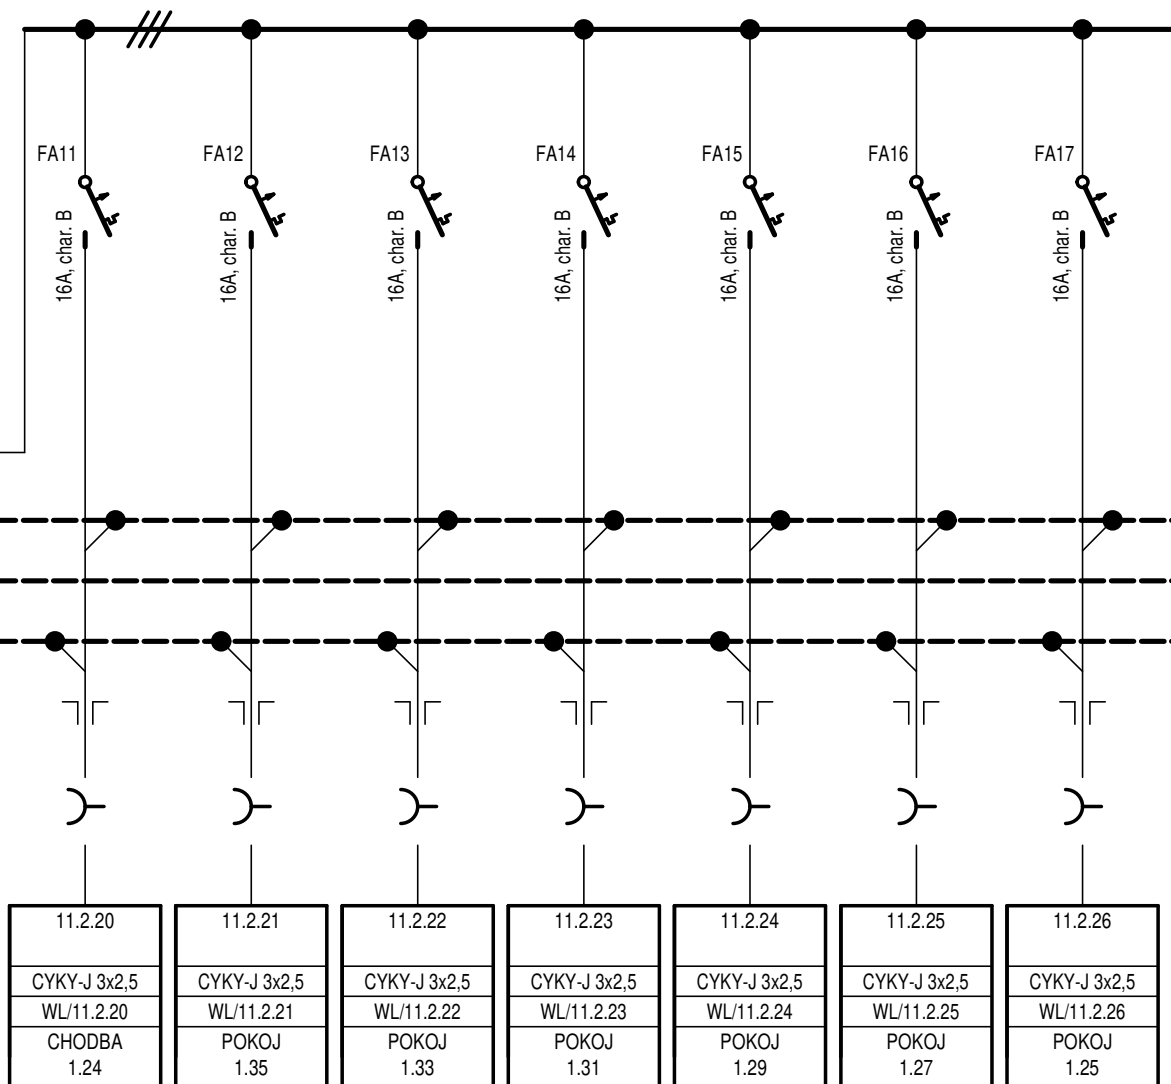 FA11 FA12 FA13 FA14 FA15 FA16 FA17
16A, char. B 16A, char. B 16A, char. B 16A, char. B 16A, char. B 16A, char. B 16A, char. B
11.2.20 11.2.21 11.2.22 11.2.23 11.2.24 11.2.25 11.2.26
CYKY-J 3x2,5 CYKY-J 3x2,5 CYKY-J 3x2,5 CYKY-J 3x2,5 CYKY-J 3x2,5 CYKY-J 3x2,5 CYKY-J 3x2,5
WL/11.2.20 WL/11.2.21 WL/11.2.22 WL/11.2.23 WL/11.2.24 WL/11.2.25 WL/11.2.26
CHODBA POKOJ POKOJ POKOJ POKOJ POKOJ POKOJ
1.24 1.35 1.33 1.31 1.29 1.27 1.25